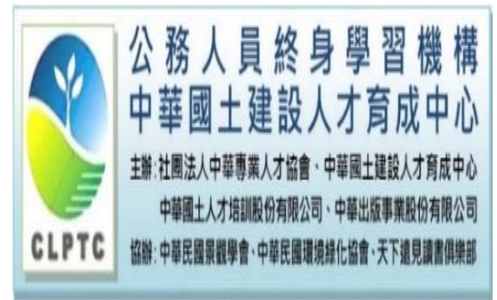 公務人員終身學習機構
中華國土建設人才育成中心
主辦:社團法人中華專業人才協會、中華國土建設人才育成中心
中華國土人才培訓股份有限公司、中華出版事業股份有限公司
協辦:中華民國景觀學會、中華民國環境綠化協會、天下遠見讀書俱樂部
CLPTC